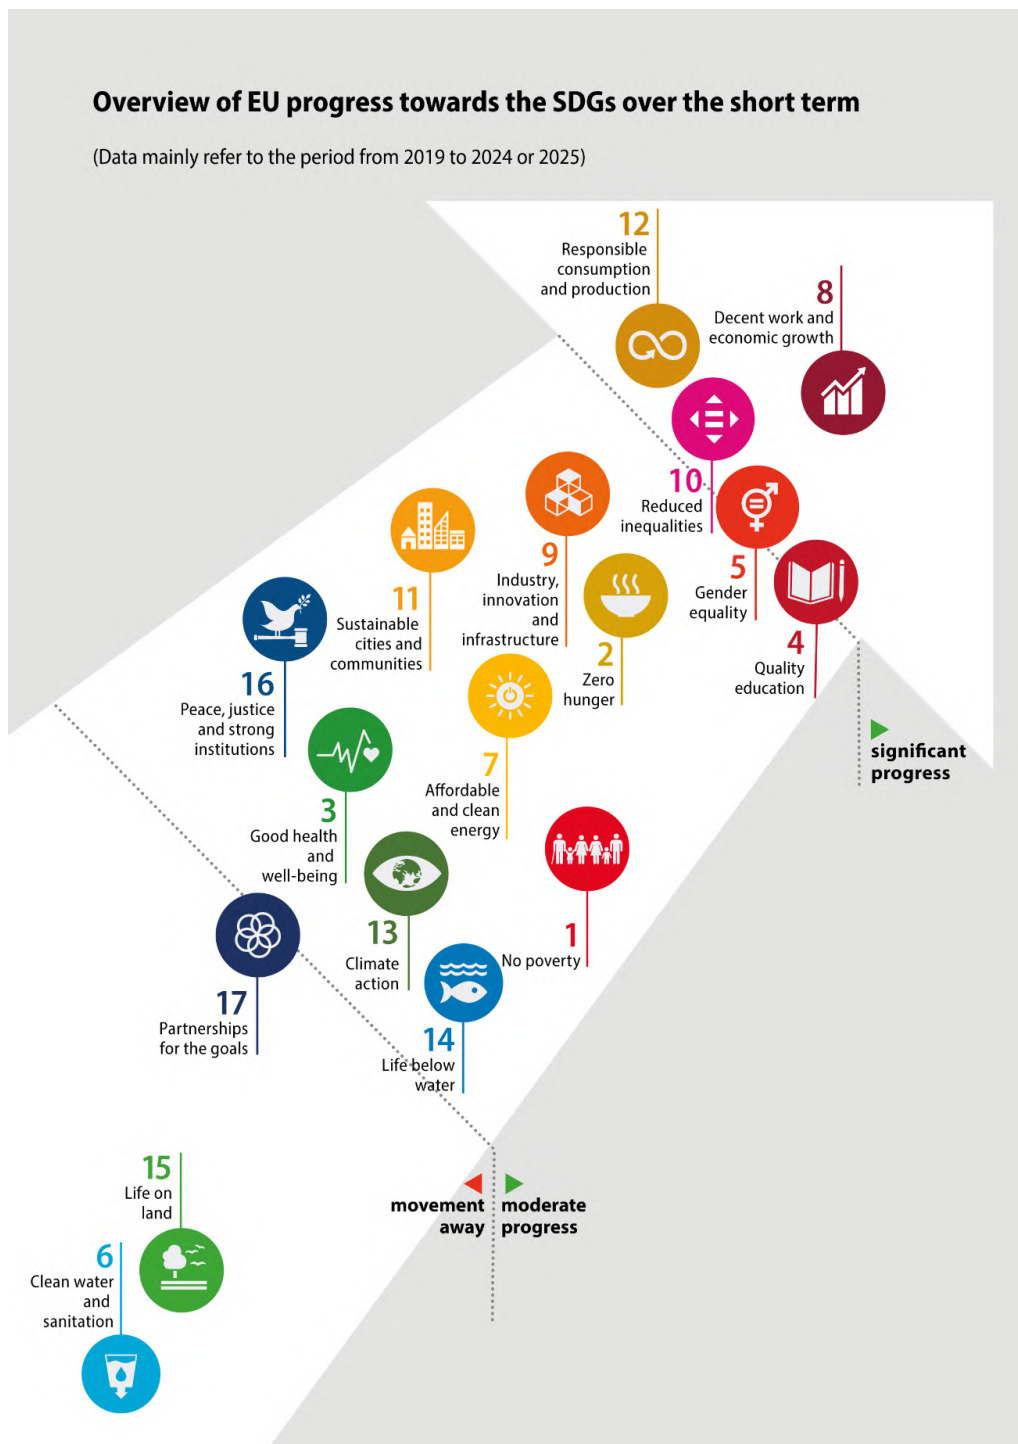 Overview of EU progress towards the SDGs over the short term
(Data mainly refer to the period from 2019 to 2024 or 2025)
12
Responsible
consumption
and production
8
Decent work and
economic growth
10
Reduced
inequalities
9
Industry,
innovation
and
infrastructure
5
Gender
equality
11
Sustainable
cities and
communities
4
Quality
education
2
Zero
hunger
16
Peace, justice
and strong
institutions
significant
progress
7
Affordable
and clean
energy
3
Good health
and
well-being
13
Climate
action
1
No poverty
17
Partnerships
for the goals
14
Life below
water
15
Life on
land
movement
away
moderate
progress
6
Clean water
and
sanitation